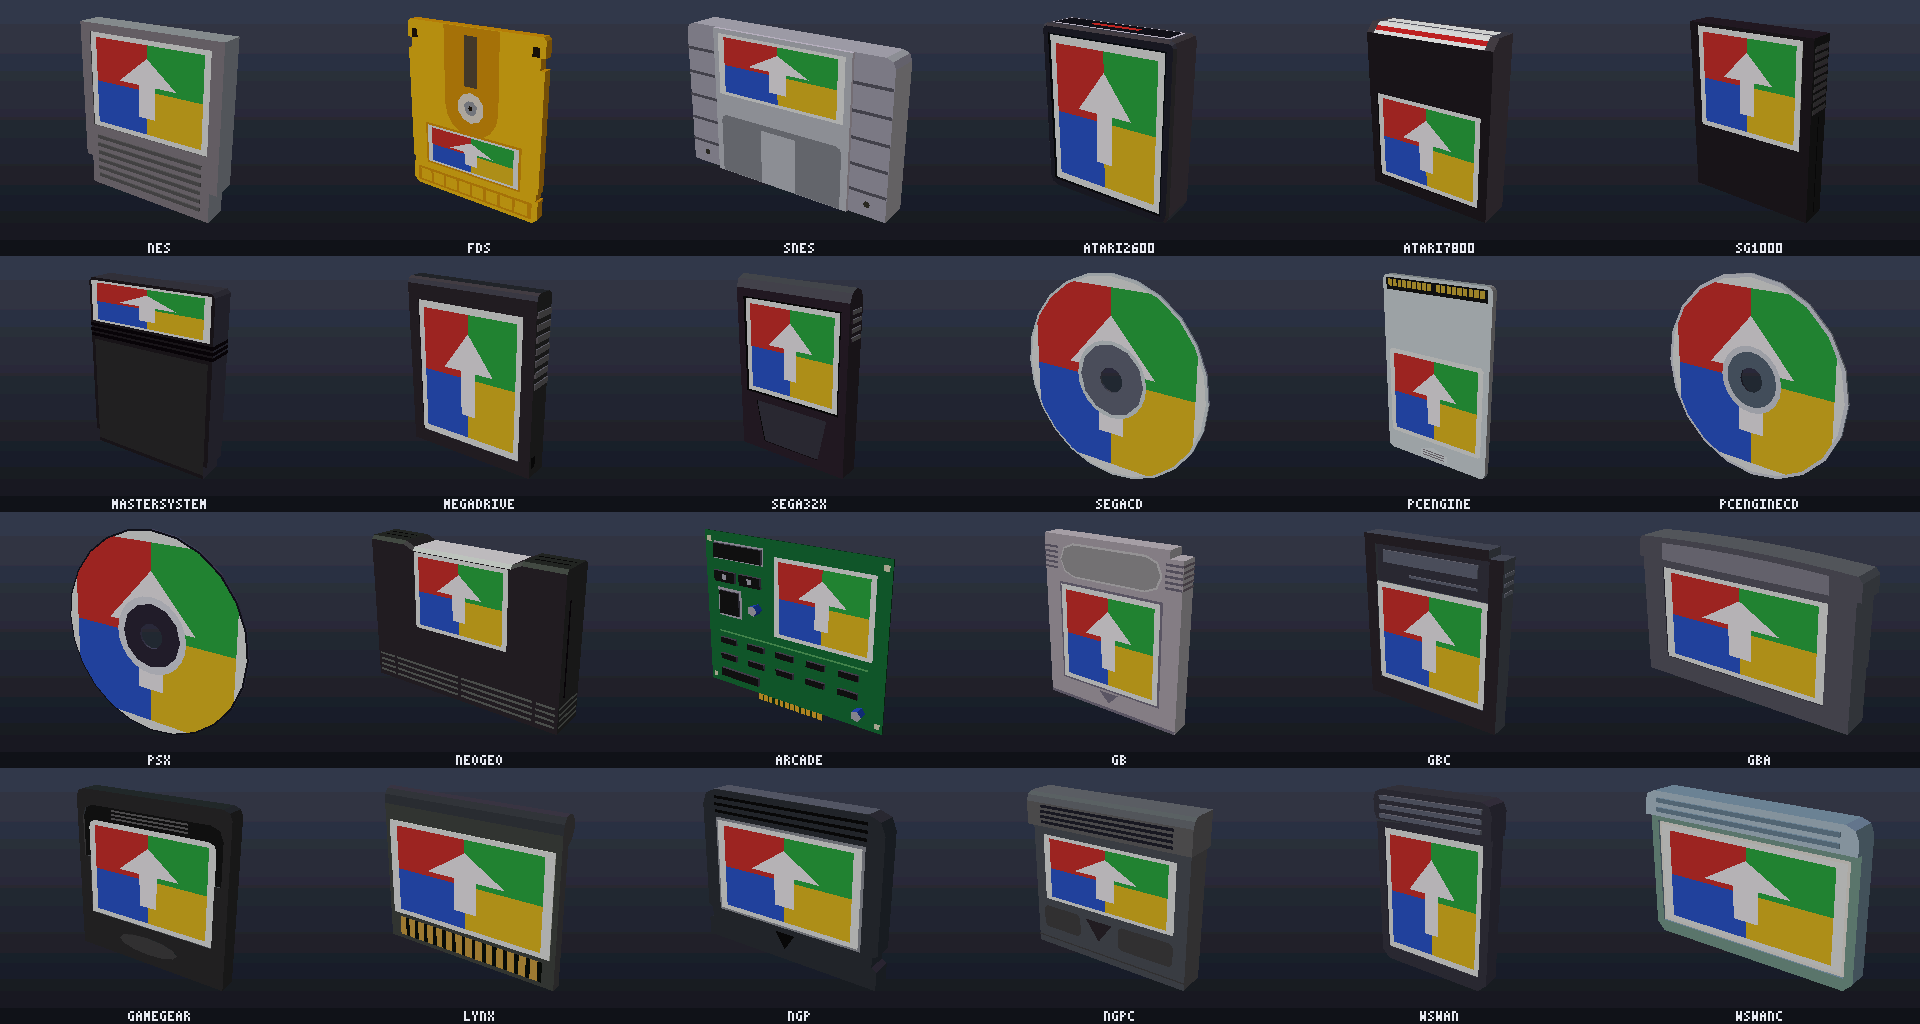 NES
FDS
SNES
ATARI2600
ATARI7800
SG1000
MASTERSYSTEM
MEGADRIVE
SEGA32X
SEGACD
PCENGINE
PCENGINECD
PSX
NEOGEO
ARCADE
GB
GBC
GBA
GAMEGEAR
LYNX
NGP
NGPC
WSWAN
WSWANC